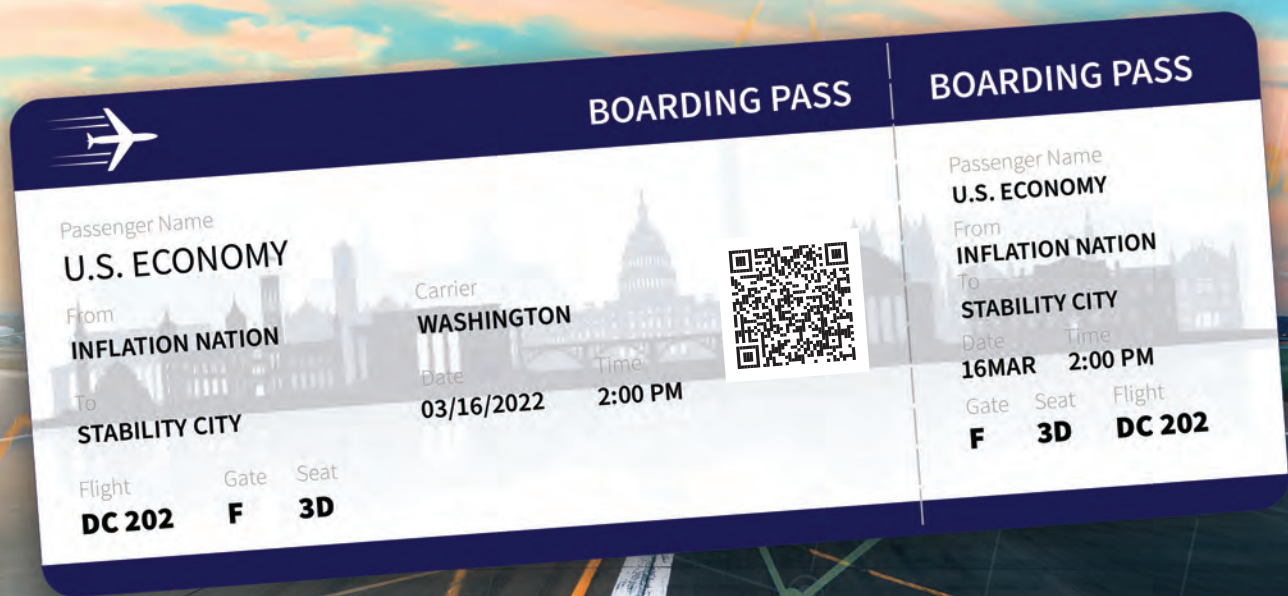 BOARDING PASS
Passenger Name
U.S. ECONOMY
From
INFLATION NATION
To
STABILITY CITY
Carrier
WASHINGTON
Date Time
03/16/2022 2:00 PM
Flight Gate Seat
DC 202 F 3D
BOARDING PASS
Passenger Name
U.S. ECONOMY
From
INFLATION NATION
To
STABILITY CITY
Date Time
16MAR 2:00 PM
Gate Seat Flight
F 3D DC 202